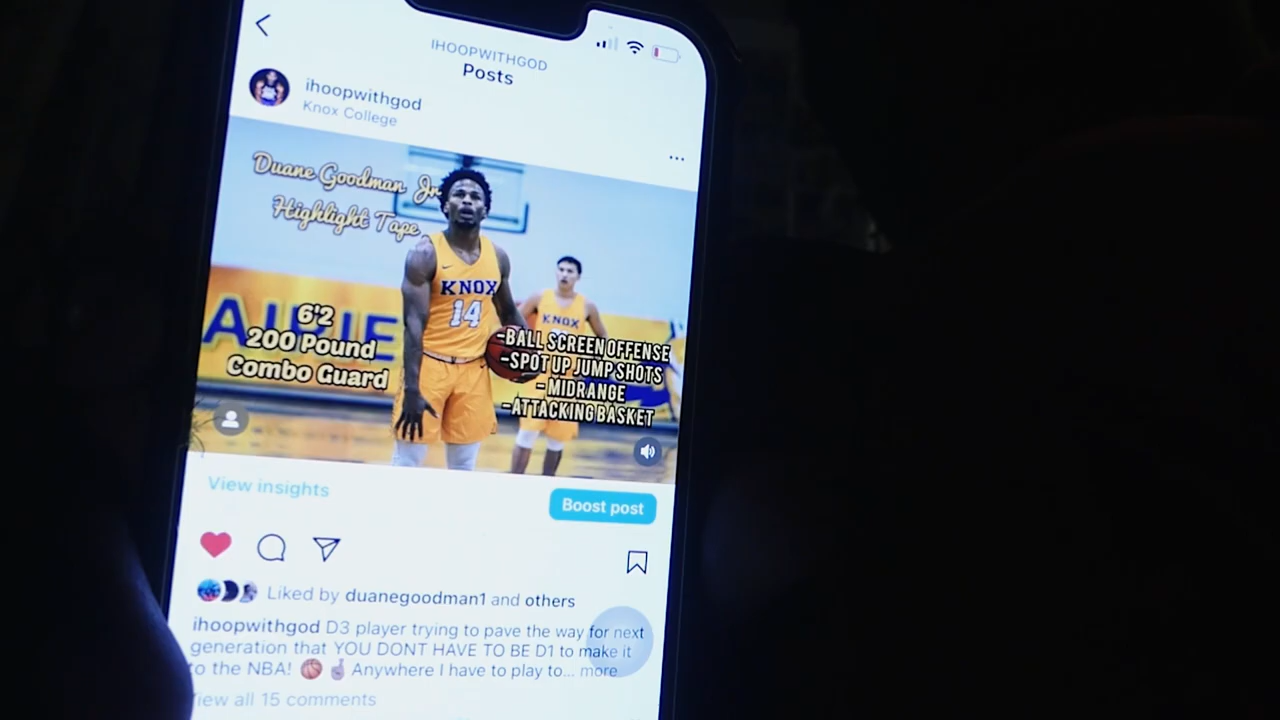 IHOOPWITHGOD
Posts
ihoopwithgod
Knox College
Duane Goodman Jr
Highlight Tape
KNOX
14
KNOX
AIRIE
6'2
200 Pound
Combo Guard
-BALL SCREEN OFFENSE
-SPOT UP JUMP SHOTS
- MIDRANGE
-ATTACKING BASKET
View insights
Boost post
Liked by duanegoodman1 and others
ihoopwithgod D3 player trying to pave the way for next
generation that YOU DONT HAVE TO BE D1 to make it
to the NBA! 🏀 🤞🏾 Anywhere I have to play to... more
View all 15 comments